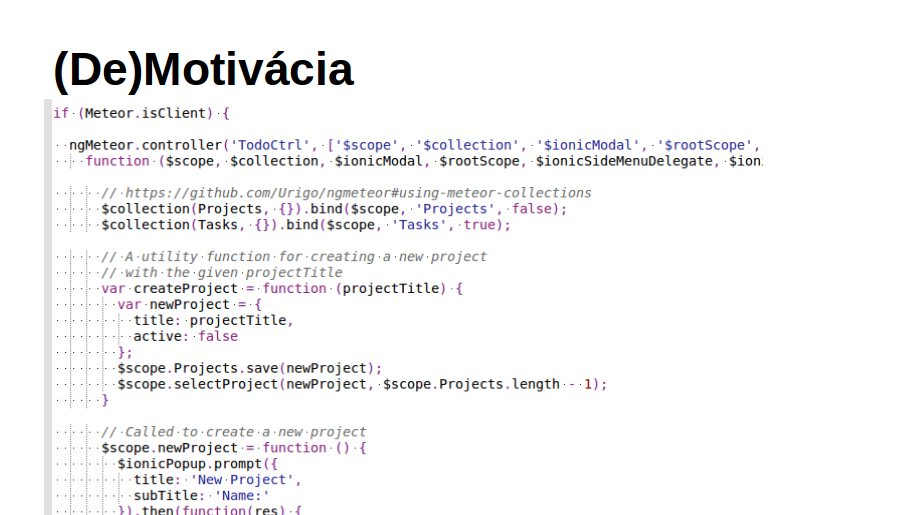 (De)Motivácia
if (Meteor.isClient) {
ngMeteor.controller('TodoCtrl', ['$scope', '$collection', '$ionicModal', '$rootScope',
function ($scope, $collection, $ionicModal, $rootScope, $ionicSideMenuDelegate, $ion
// https://github.com/Urigo/ngmeteor#using-meteor-collections
$collection(Projects, {}).bind($scope, 'Projects', false);
$collection(Tasks, {}).bind($scope, 'Tasks', true);
// A utility function for creating a new project
// with the given projectTitle
var createProject = function (projectTitle) {
var newProject = {
title: projectTitle,
active: false
};
$scope.Projects.save(newProject);
$scope.selectProject(newProject, $scope.Projects.length - 1);
}
// Called to create a new project
$scope.newProject = function () {
$ionicPopup.prompt({
title: 'New Project',
subTitle: 'Name:'
}).then(function(res) {